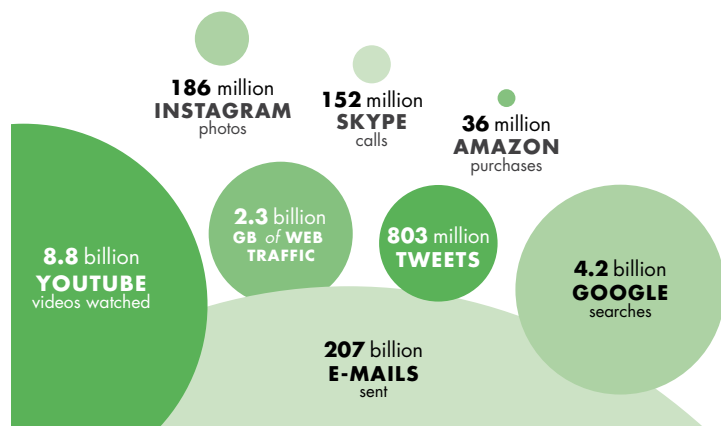 186 million
INSTAGRAM
photos
152 million
SKYPE
calls
36 million
AMAZON
purchases
8.8 billion
YOUTUBE
videos watched
2.3 billion
GB of WEB
TRAFFIC
803 million
TWEETS
4.2 billion
GOOGLE
searches
207 billion
E-MAILS
sent